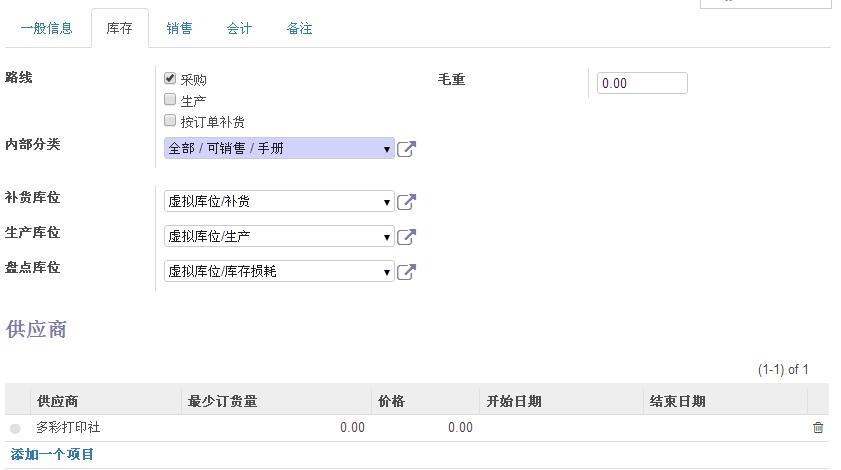 一般信息 库存 销售 会计 备注
路线 采购 毛重 0.00
生产
按订单补货
内部分类 全部 / 可销售 / 手册
补货库位 虚拟库位/补货
生产库位 虚拟库位/生产
盘点库位 虚拟库位/库存损耗
供应商
(1-1) of 1
供应商 最少订货量 价格 开始日期 结束日期
多彩打印社 0.00 0.00
添加一个项目